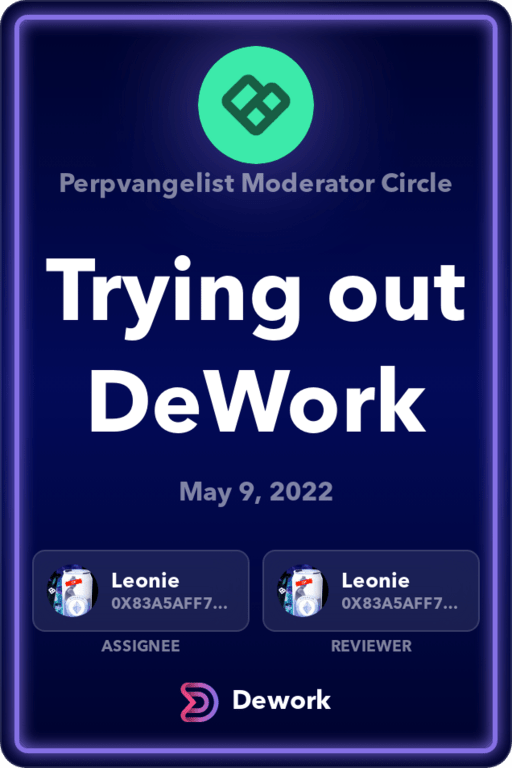 Perpvangelist Moderator Circle
Trying out
DeWork
May 9, 2022
Leonie
0X83A5AFF7...
ASSIGNEE
Leonie
0X83A5AFF7...
REVIEWER
Dework